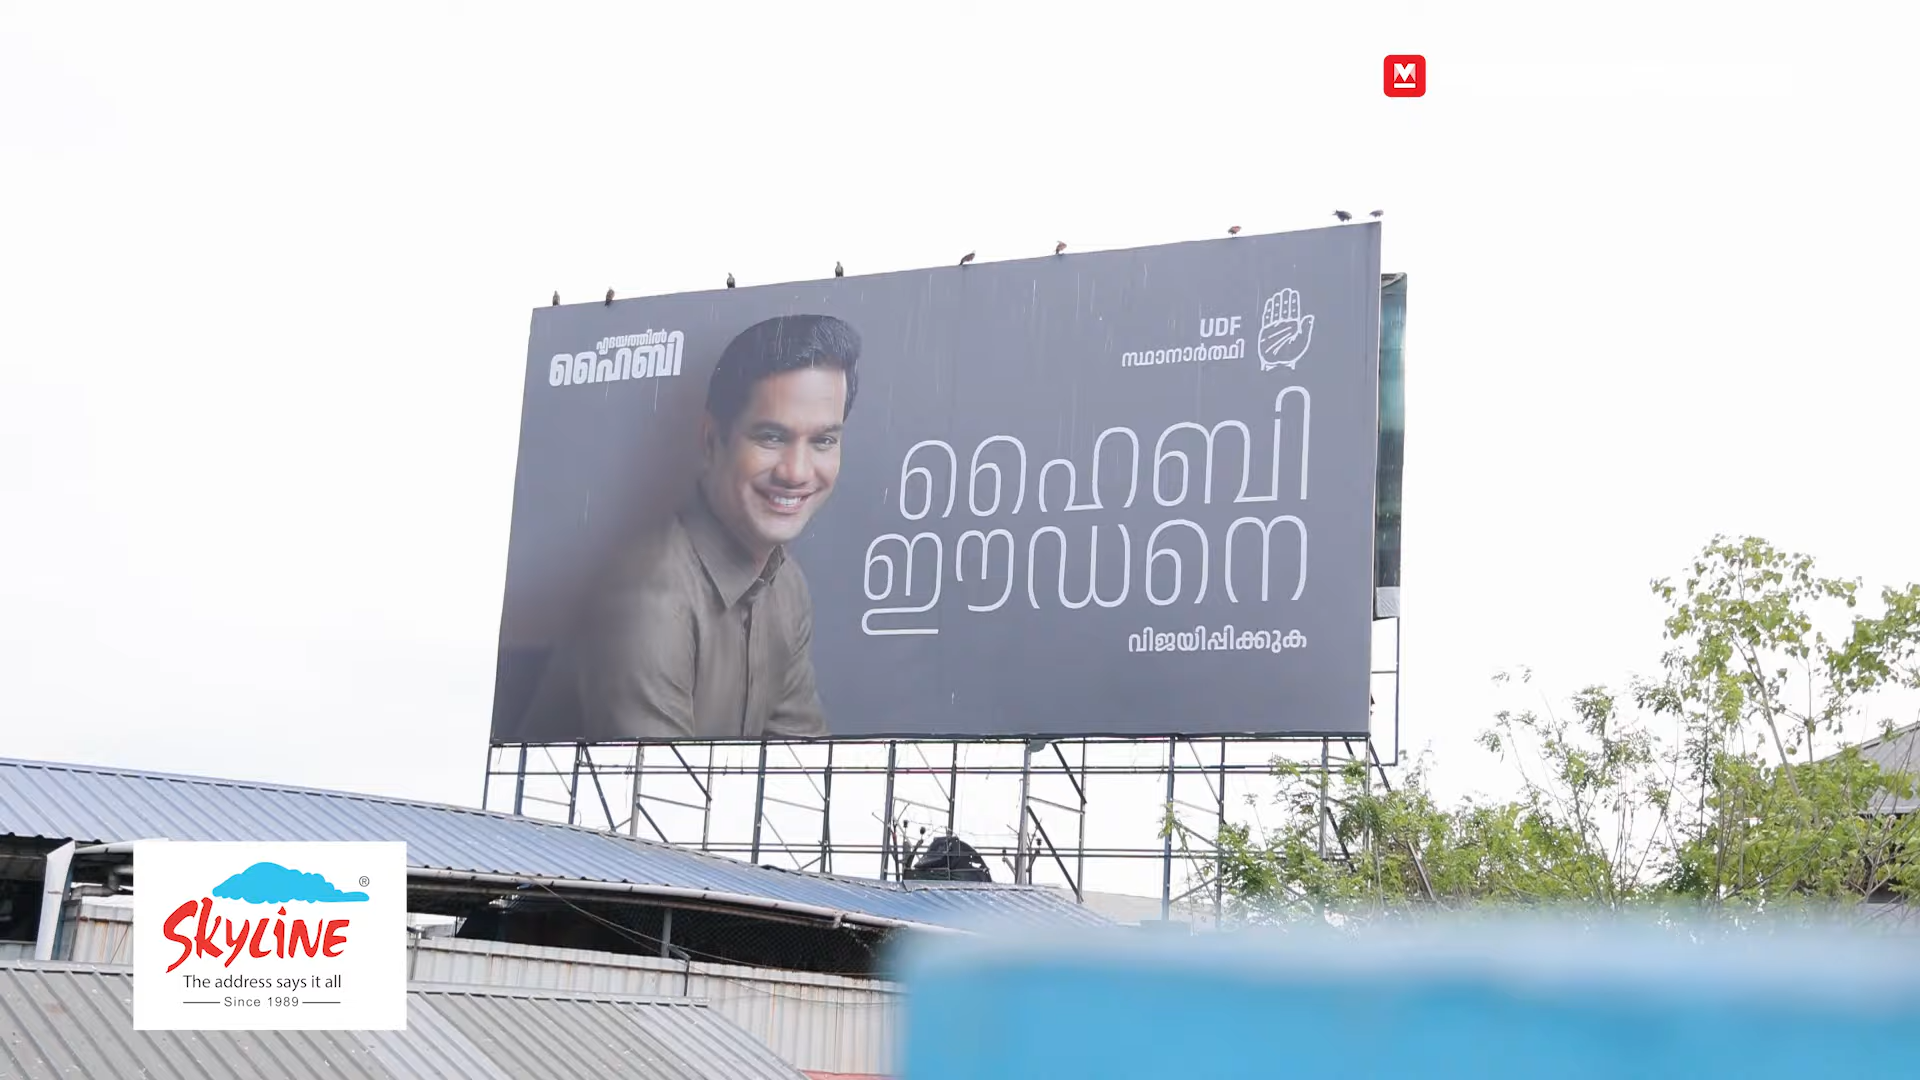 ഹൃദയത്തിൽ
ഹൈബി
UDF
സ്ഥാനാർത്ഥി
ഹൈബി
ഈഡനെ
വിജയിപ്പിക്കുക
SKYLINE ®
The address says it all
Since 1989